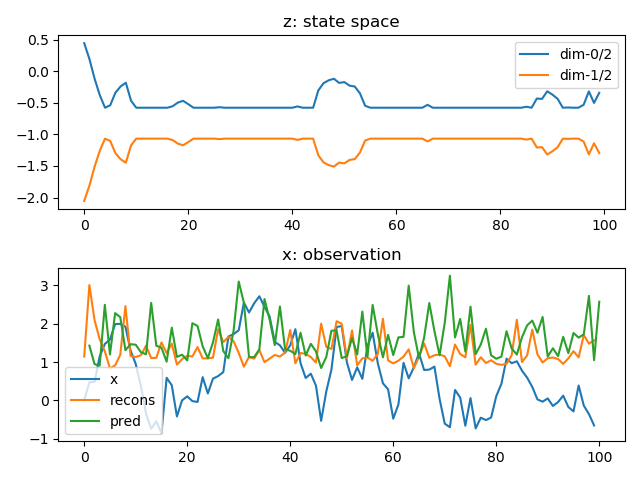 z: state space
0.5
0.0
−0.5
−1.0
−1.5
−2.0
dim-0/2
dim-1/2
0 20 40 60 80 100
x: observation
3
2
1
0
−1
x
recons
pred
0 20 40 60 80 100